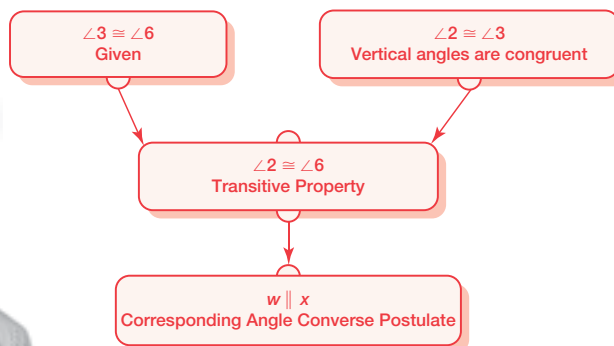 ∠3 ≅ ∠6
Given
∠2 ≅ ∠3
Vertical angles are congruent
∠2 ≅ ∠6
Transitive Property
w ∥ x
Corresponding Angle Converse Postulate